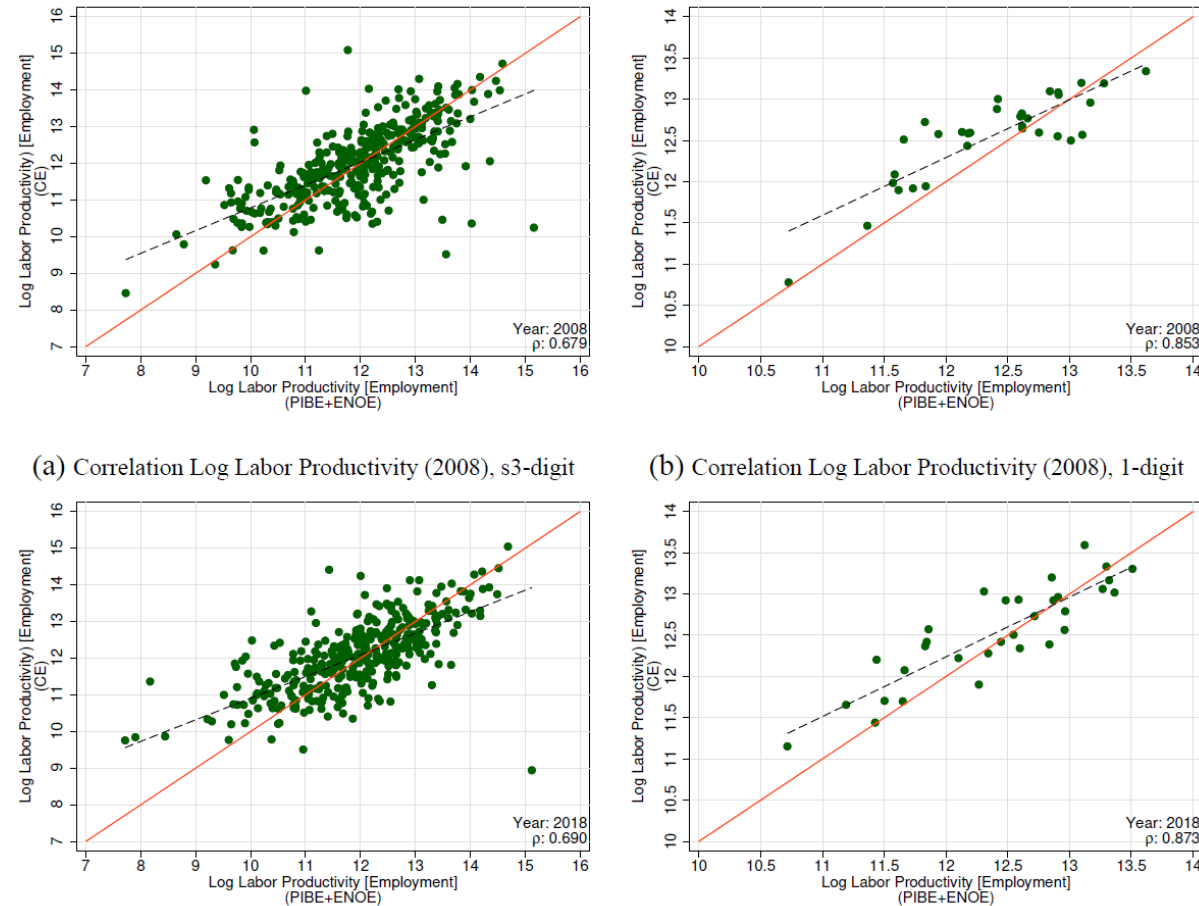 Log Labor Productivity) [Employment]
(CE)
16
15
14
13
12
11
10
9
8
7
Year: 2008
ρ: 0.679
7 8 9 10 11 12 13 14 15 16
Log Labor Productivity [Employment]
(PIBE+ENOE)
Log Labor Productivity) [Employment]
(CE)
14
13.5
13
12.5
12
11.5
11
10.5
10
Year: 2008
ρ: 0.853
10 10.5 11 11.5 12 12.5 13 13.5 14
Log Labor Productivity [Employment]
(PIBE+ENOE)
(a) Correlation Log Labor Productivity (2008), s3-digit
(b) Correlation Log Labor Productivity (2008), 1-digit
Log Labor Productivity) [Employment]
(CE)
16
15
14
13
12
11
10
9
8
7
Year: 2018
ρ: 0.690
7 8 9 10 11 12 13 14 15 16
Log Labor Productivity [Employment]
(PIBE+ENOE)
Log Labor Productivity) [Employment]
(CE)
14
13.5
13
12.5
12
11.5
11
10.5
10
Year: 2018
ρ: 0.873
10 10.5 11 11.5 12 12.5 13 13.5 14
Log Labor Productivity [Employment]
(PIBE+ENOE)